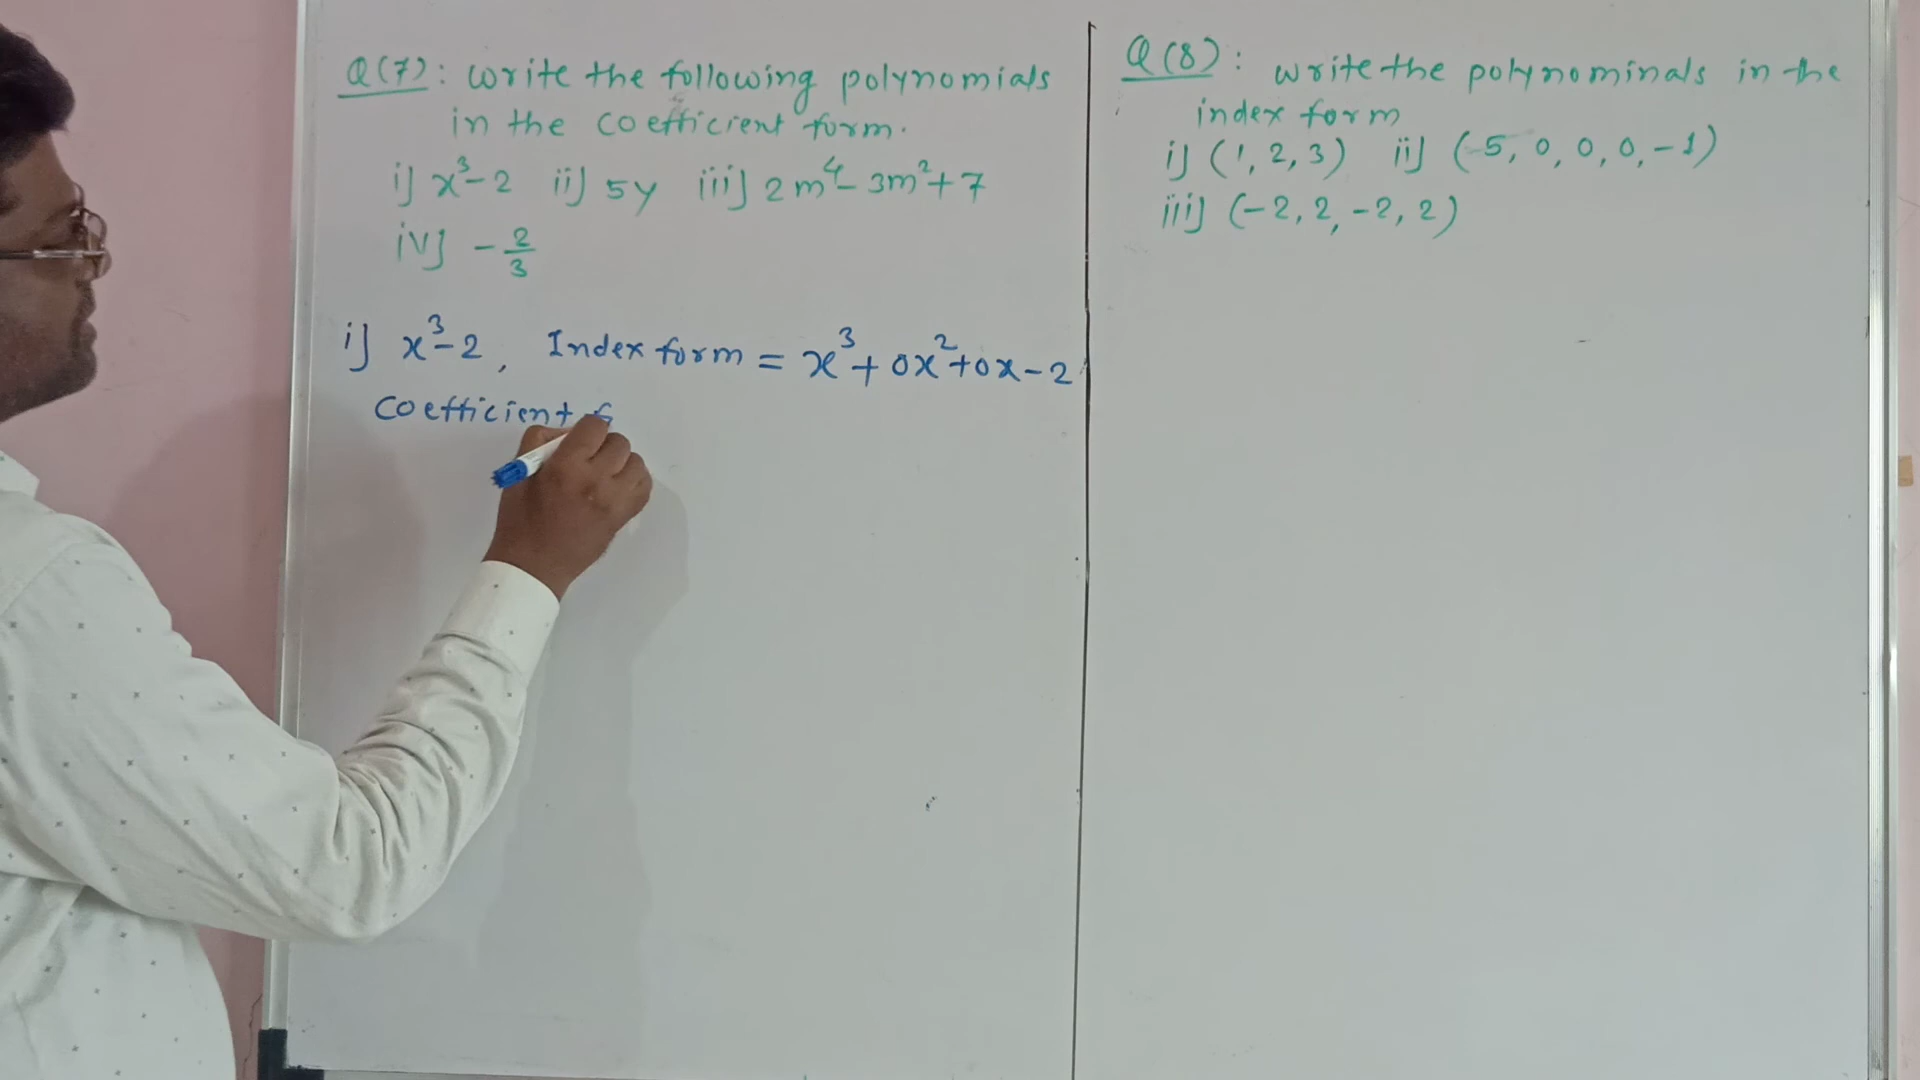 Q(7): write the following polynomials
in the coefficient form.
i] x³-2 ii] 5y iii] 2m⁴-3m²+7
iv] -2/3
i] x³-2, Index form = x³+0x²+0x-2
coefficient f
Q(8): write the polynominals in the
index form
i] (1, 2, 3) ii] (-5, 0, 0, 0, -1)
iii] (-2, 2, -2, 2)